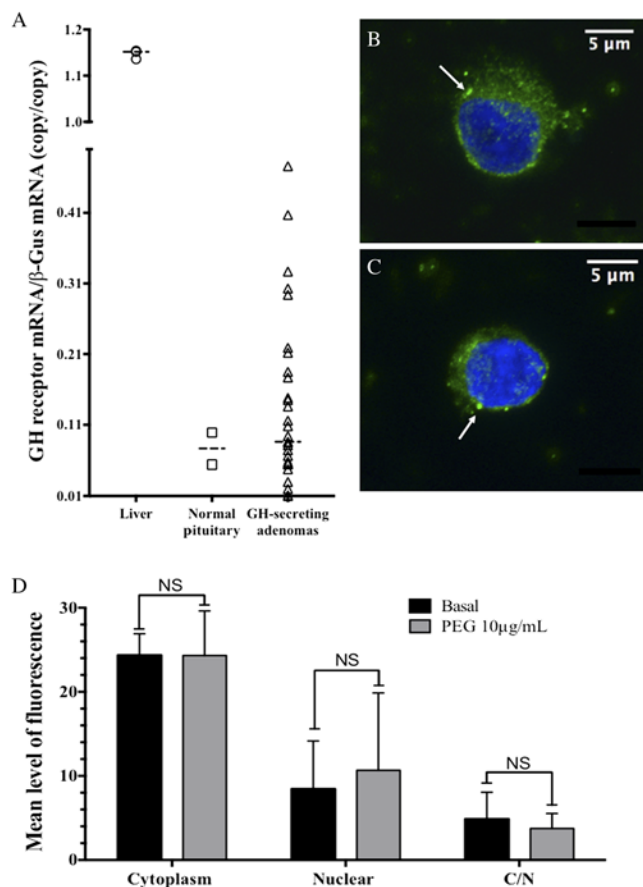 A
GH receptor mRNA/β-Gus mRNA (copy/copy)
1.2
1.1
1.0
0.41
0.31
0.21
0.11
0.01
Liver
Normal
pituitary
GH-secreting
adenomas
B
5 µm
C
5 µm
D
Mean level of fluorescence
30
20
10
0
NS
NS
NS
Basal
PEG 10µg/mL
Cytoplasm
Nuclear
C/N